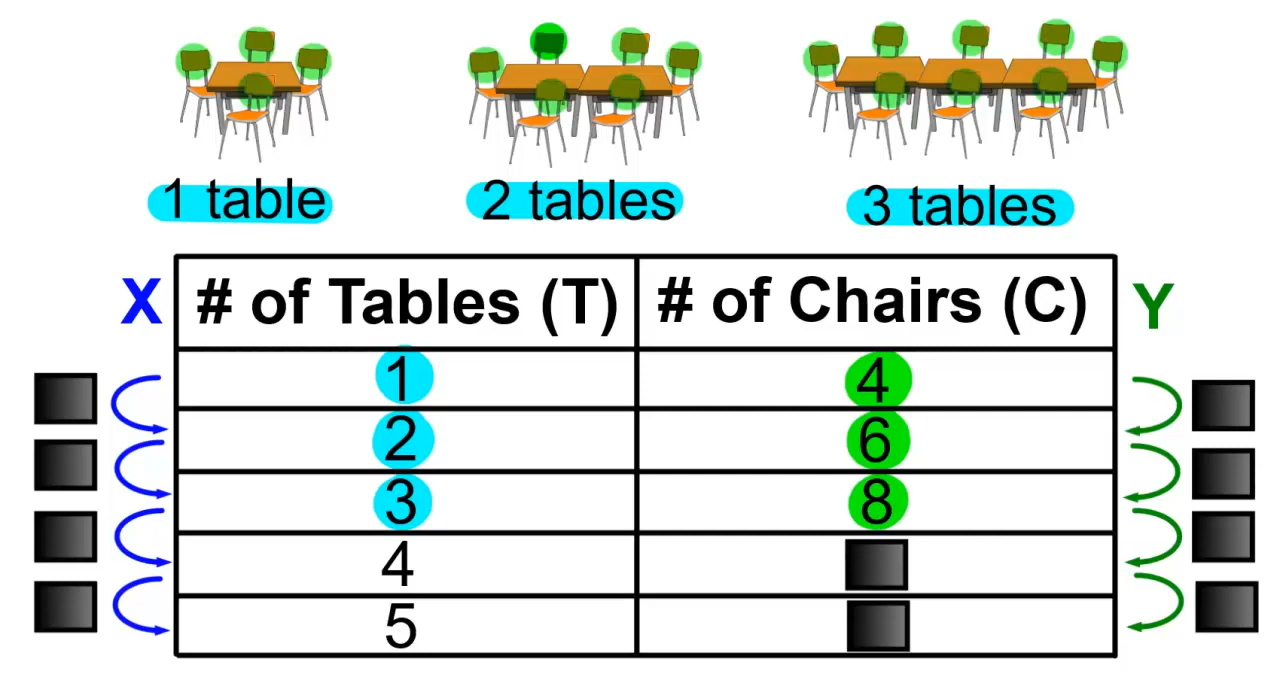 1 table 2 tables 3 tables
X # of Tables (T) # of Chairs (C) Y
1 4
2 6
3 8
4
5